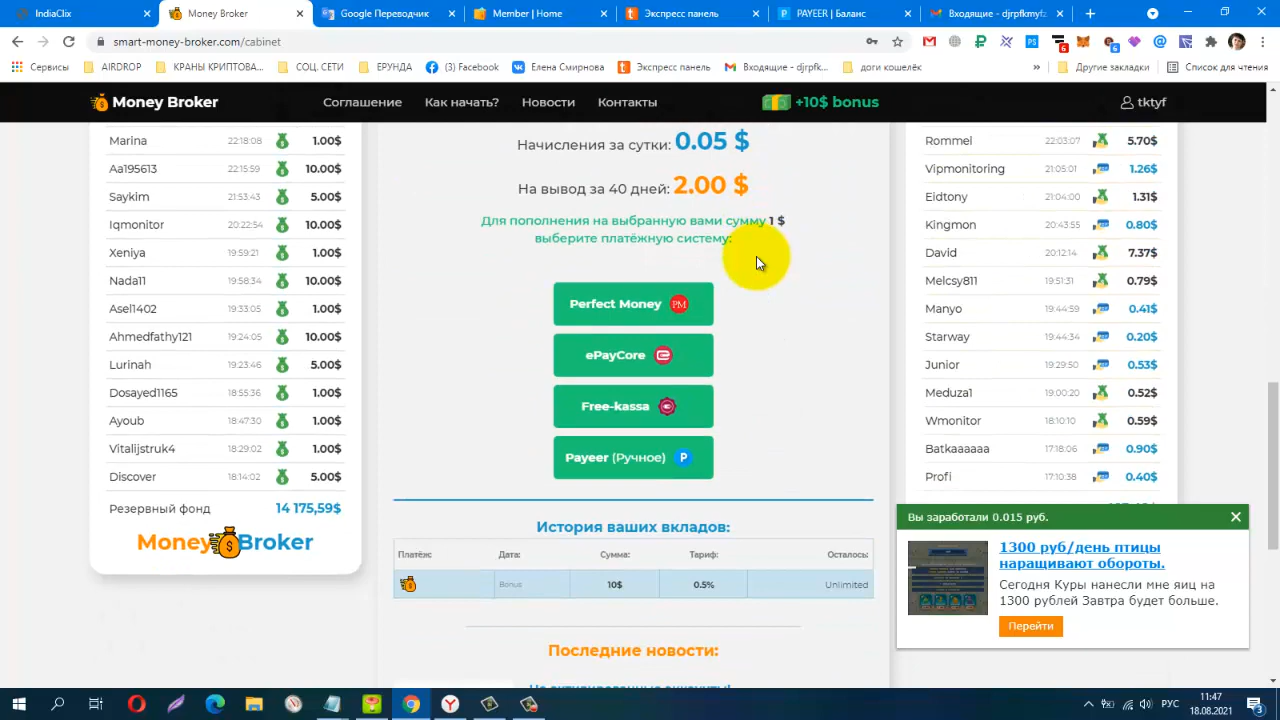 IndiaClix
Money Broker
Google Переводчик
Member | Home
Экспресс панель
PAYEER | Баланс
Входящие - djrpfkmyf
smart-money-broker.com/cabinet
Сервисы
AIRDROP
КРАНЫ КРИПТОВА...
СОЦ. СЕТИ
ЕРУНДА
(3) Facebook
Елена Смирнова
Экспресс панель
Входящие - djrpfk...
доги кошелёк
»
Другие закладки
Список для чтения
Money Broker
Соглашение
Как начать?
Новости
Контакты
+10$ bonus
tktyf
Marina 22:18:08 1.00$
Aa195613 22:15:59 10.00$
Saykim 21:53:43 5.00$
Iqmonitor 20:22:54 10.00$
Xeniya 19:59:21 1.00$
Nada11 19:58:34 10.00$
Asel1402 19:33:05 1.00$
Ahmedfathy121 19:24:05 10.00$
Lurinah 19:23:46 5.00$
Dosayed1165 18:55:36 1.00$
Ayoub 18:47:30 1.00$
Vitalijstruk4 18:29:02 1.00$
Discover 18:14:02 5.00$
Резервный фонд 14 175,59$
Money Broker
Начисления за сутки: 0.05 $
На вывод за 40 дней: 2.00 $
Для пополнения на выбранную вами сумму 1 $
выберите платёжную систему:
Perfect Money PM
ePayCore
Free-kassa
Payeer (Ручное) P
История ваших вкладов:
Платёж: Дата: Сумма: Тариф: Осталось:
Bonus 10$ 0.5% Unlimited
Последние новости:
Rommel 22:03:07 5.70$
Vipmonitoring 21:05:01 1.26$
Eidtony 21:04:00 1.31$
Kingmon 20:43:55 0.80$
David 20:12:14 7.37$
Melcsy811 19:51:31 0.79$
Manyo 19:44:59 0.41$
Starway 19:44:34 0.20$
Junior 19:29:50 0.53$
Meduza1 19:00:20 0.52$
Wmonitor 18:10:10 0.59$
Batkaaaaaa 17:18:06 0.90$
Profi 17:10:38 0.40$
Вы заработали 0.015 руб.
1300 руб/день птицы
наращивают обороты.
Сегодня Куры нанесли мне яиц на
1300 рублей Завтра будет больше.
Перейти
РУС
11:47
18.08.2021